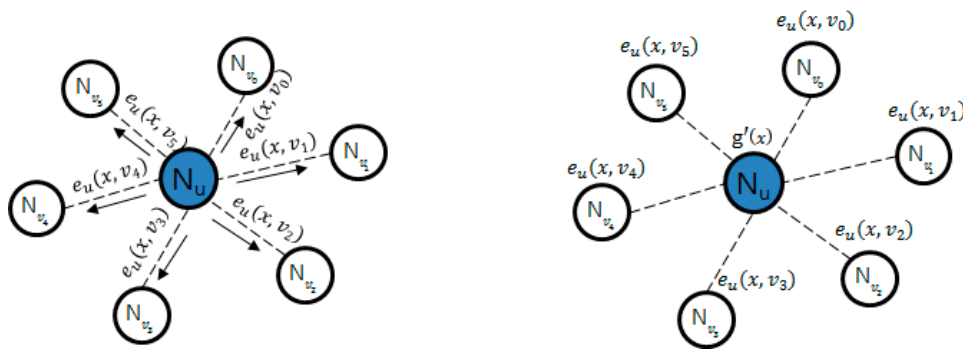 N_{v_0}
N_{v_5}
e_u(x, v_0)
e_u(x, v_5)
e_u(x, v_1)
N_{v_1}
e_u(x, v_4)
N_u
N_{v_4}
e_u(x, v_3)
e_u(x, v_2)
N_{v_2}
N_{v_3}
e_u(x, v_0)
e_u(x, v_5)
N_{v_0}
N_{v_5}
e_u(x, v_1)
g'(x)
N_{v_1}
e_u(x, v_4)
N_u
N_{v_4}
e_u(x, v_2)
e_u(x, v_3)
N_{v_2}
N_{v_3}